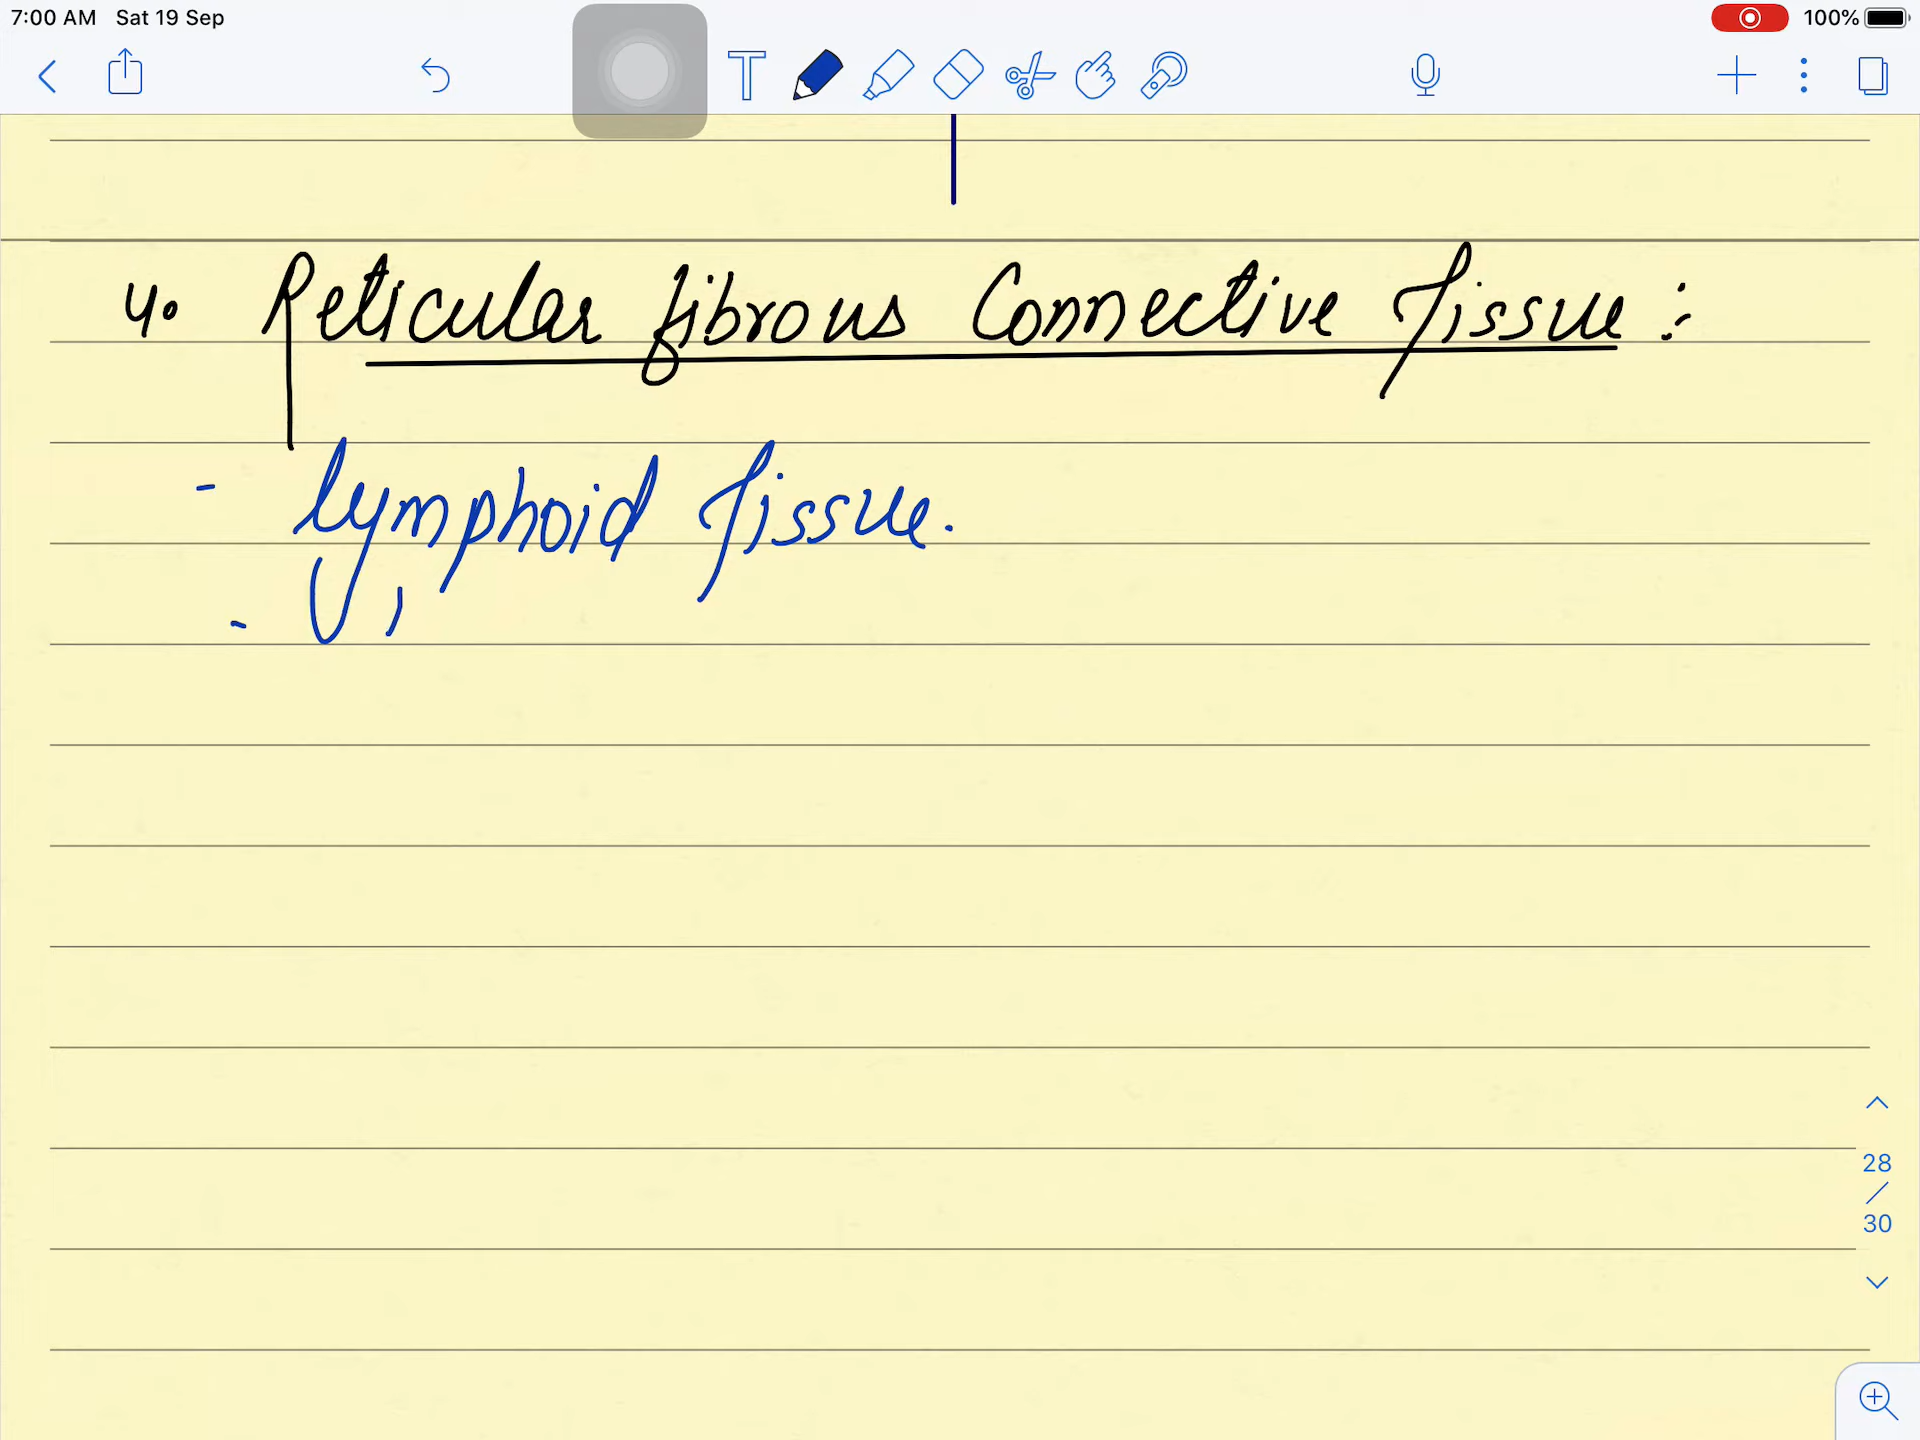 7:00 AM Sat 19 Sep 100%
T
4. Reticular fibrous Connective Tissue :
- lymphoid Tissue.
-
28
/
30